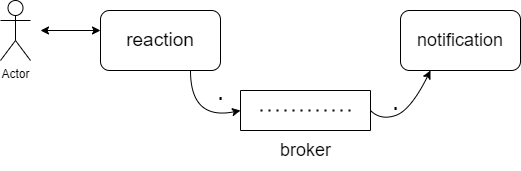 reaction
notification
Actor
.
............
.
broker